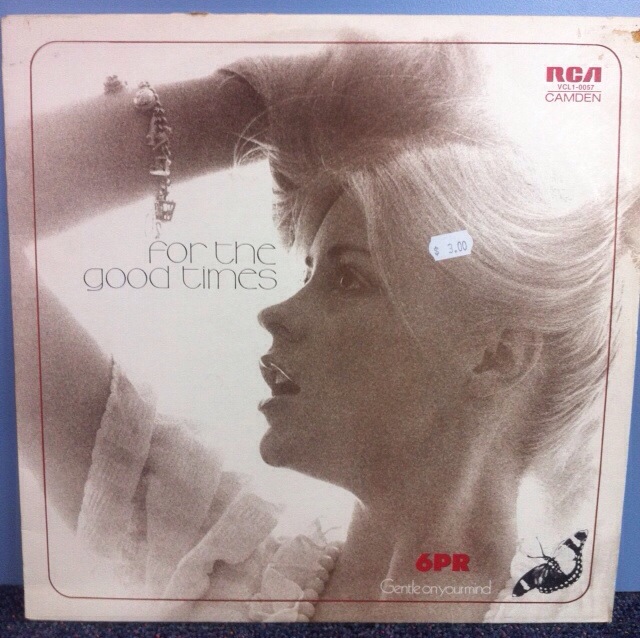 RCA
VCL1-0057
CAMDEN
for the
good times
$ 3.00
6PR
Gentle on your mind